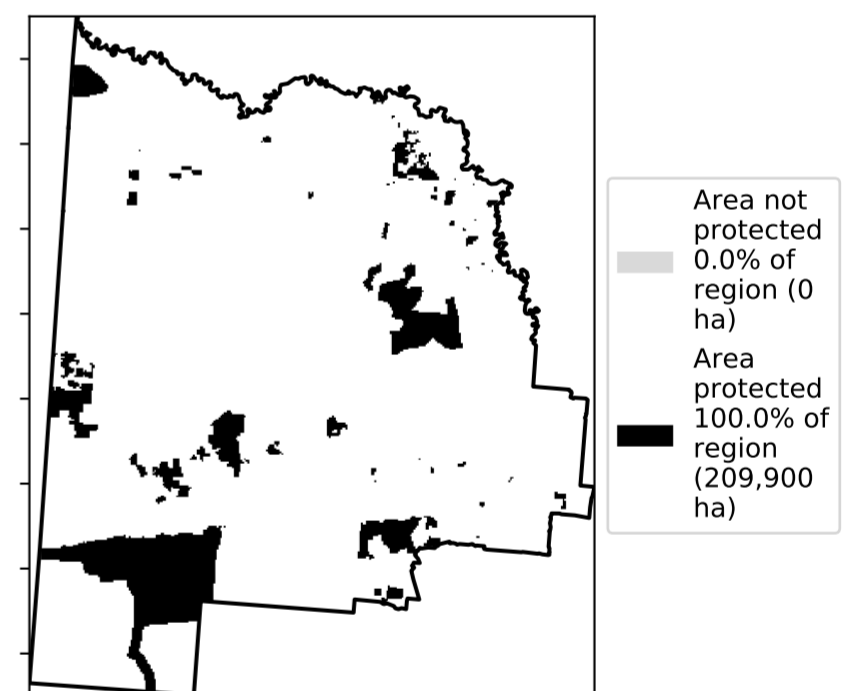 Area not
protected
0.0% of
region (0
ha)
Area
protected
100.0% of
region
(209,900
ha)